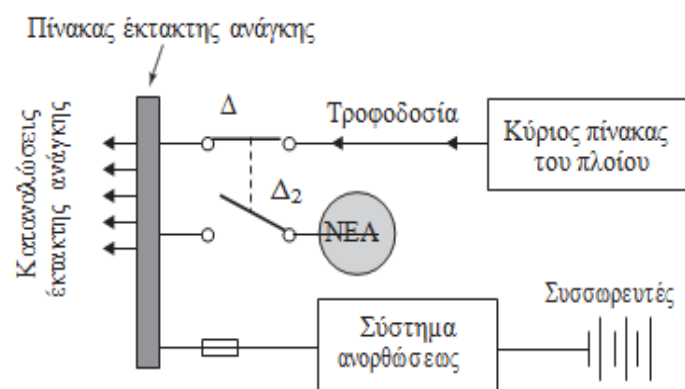 Πίνακας έκτακτης ανάγκης
Δ
Τροφοδοσία
Κύριος πίνακας
του πλοίου
Καταναλώσεις
έκτακτης ανάγκης
Δ2
ΝΕΑ
Συσσωρευτές
Σύστημα
ανορθώσεως